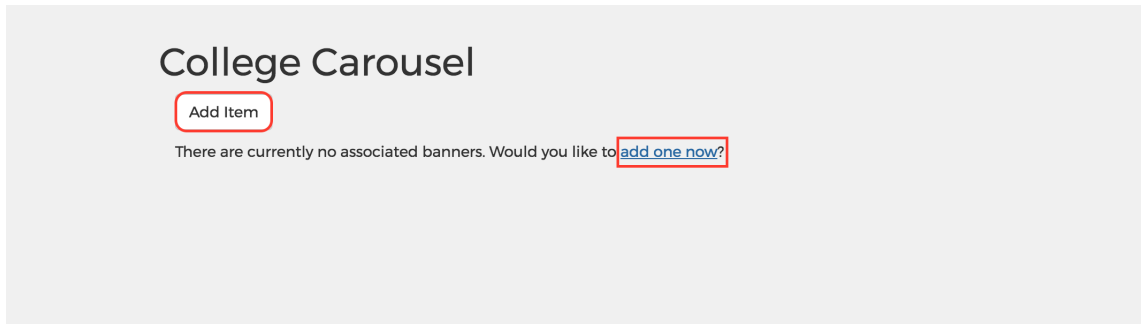 College Carousel
Add Item
There are currently no associated banners. Would you like to add one now?